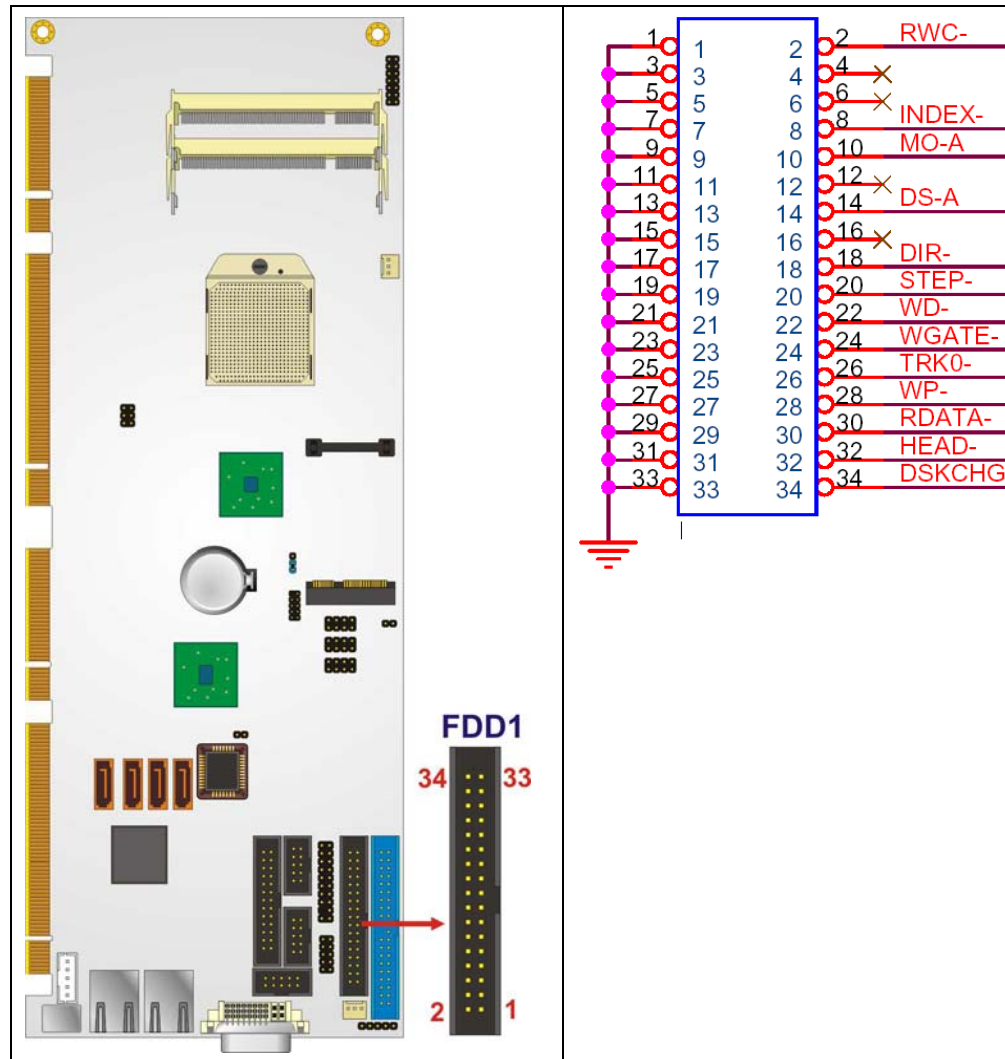 FDD1
34 33
2 1
1 1 2 2 RWC-
3 3 4 4
5 5 6 6
7 7 8 8 INDEX-
9 9 10 10 MO-A
11 11 12 12
13 13 14 14 DS-A
15 15 16 16
17 17 18 18 DIR-
19 19 20 20 STEP-
21 21 22 22 WD-
23 23 24 24 WGATE-
25 25 26 26 TRK0-
27 27 28 28 WP-
29 29 30 30 RDATA-
31 31 32 32 HEAD-
33 33 34 34 DSKCHG